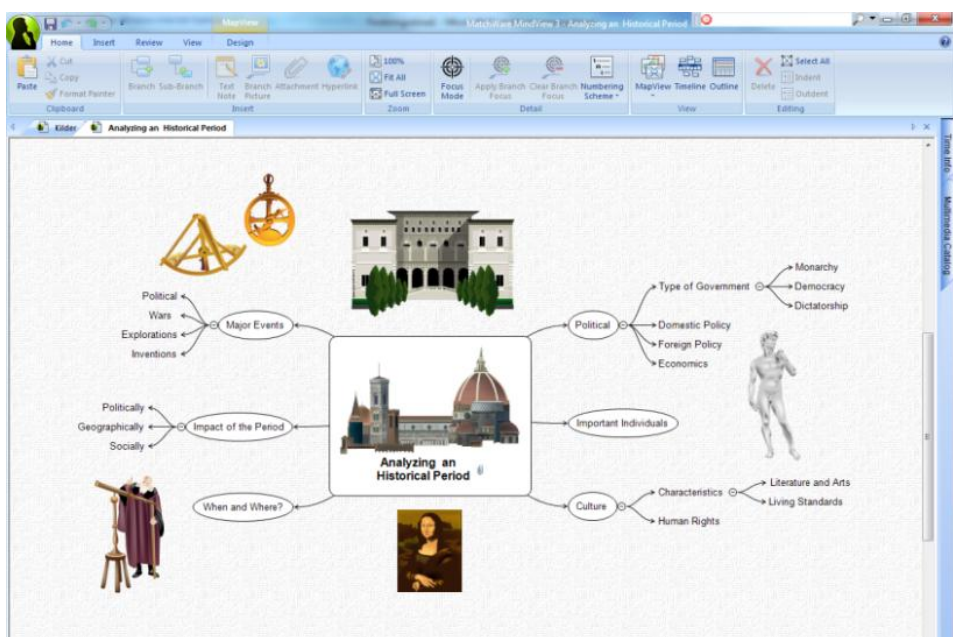 MapView
MatchWare MindView 3 - Analyzing an Historical Period
Home Insert Review View Design
Paste
Cut
Copy
Format Painter
Clipboard
Branch Sub-Branch
Text Note
Branch Picture
Attachment
Hyperlink
Insert
100%
Fit All
Full Screen
Zoom
Focus Mode
Apply Branch Focus
Clear Branch Focus
Numbering Scheme
Detail
MapView
Timeline
Outline
View
Delete
Select All
Indent
Outdent
Editing
Kilder
Analyzing an Historical Period
Time Info
Multimedia Catalog
Political
Wars
Explorations
Inventions
Major Events
Politically
Geographically
Socially
Impact of the Period
When and Where?
Analyzing an
Historical Period
Political
Type of Government
Monarchy
Democracy
Dictatorship
Domestic Policy
Foreign Policy
Economics
Important Individuals
Culture
Characteristics
Literature and Arts
Living Standards
Human Rights